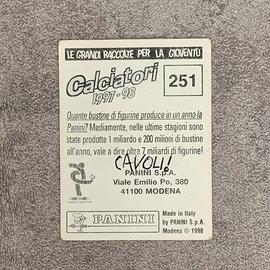 LE GRANDI RACCOLTE PER LA GIOVENTÙ
Calciatori
1997-98
251
Quante bustine di figurine produce in un anno la
Panini? Mediamente, nelle ultime stagioni sono
state prodotte 1 miliardo e 200 milioni di bustine
all'anno, vale a dire oltre 7 miliardi di figurine!
CAVOLI!
PANINI S.p.A.
Viale Emilio Po, 380
41100 MODENA
PANINI
Made in Italy
by PANINI S.p.A.
Modena © 1998